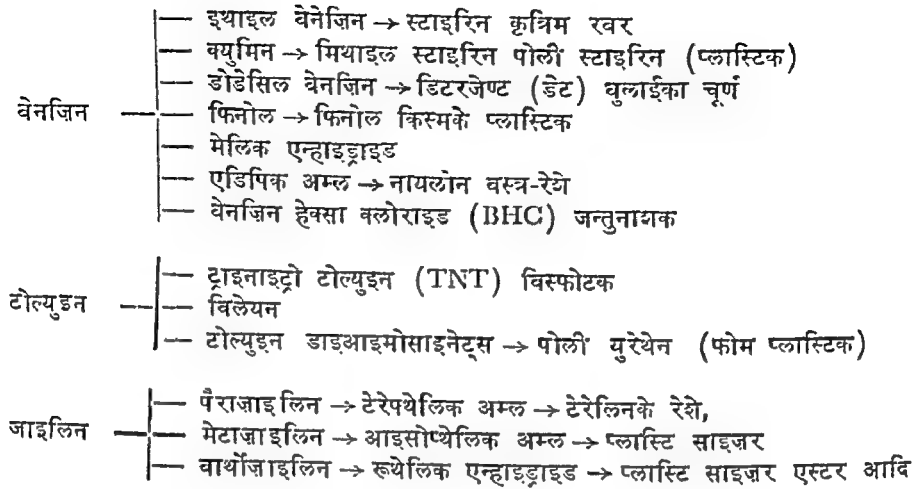 इथाइल वेनेज़िन → स्टाइरिन कृत्रिम रवर
क्युमिन → मिथाइल स्टाइरिन पोली स्टाइरिन (प्लास्टिक)
डोडेसिल वेनज़िन → डिटरजेण्ट (डेट) धुलाईका चूर्ण
वेनज़िन
फिनोल → फिनोल क़िस्मके प्लास्टिक
मेलिक एन्हाइड्राइड
एडिपिक अम्ल → नायलोन वस्त्र-रेशे
वेनज़िन हेक्सा क्लोराइड (BHC) जन्तुनाशक
ट्राइनाइट्रो टोल्युइन (TNT) विस्फोटक
टोल्युइन
विलेयन
टोल्युइन डाइआइमोसाइनेट्स → पोली युरेथेन (फोम प्लास्टिक)
पैराज़ाइलिन → टेरेफ्थेलिक अम्ल → टेरेलिनके रेशे,
जाइलिन
मेटाज़ाइलिन → आइसोप्थेलिक अम्ल → प्लास्टि साइज़र
वार्थोज़ाइलिन → रूथेलिक एन्हाइड्राइड → प्लास्टि साइज़र एस्टर आदि